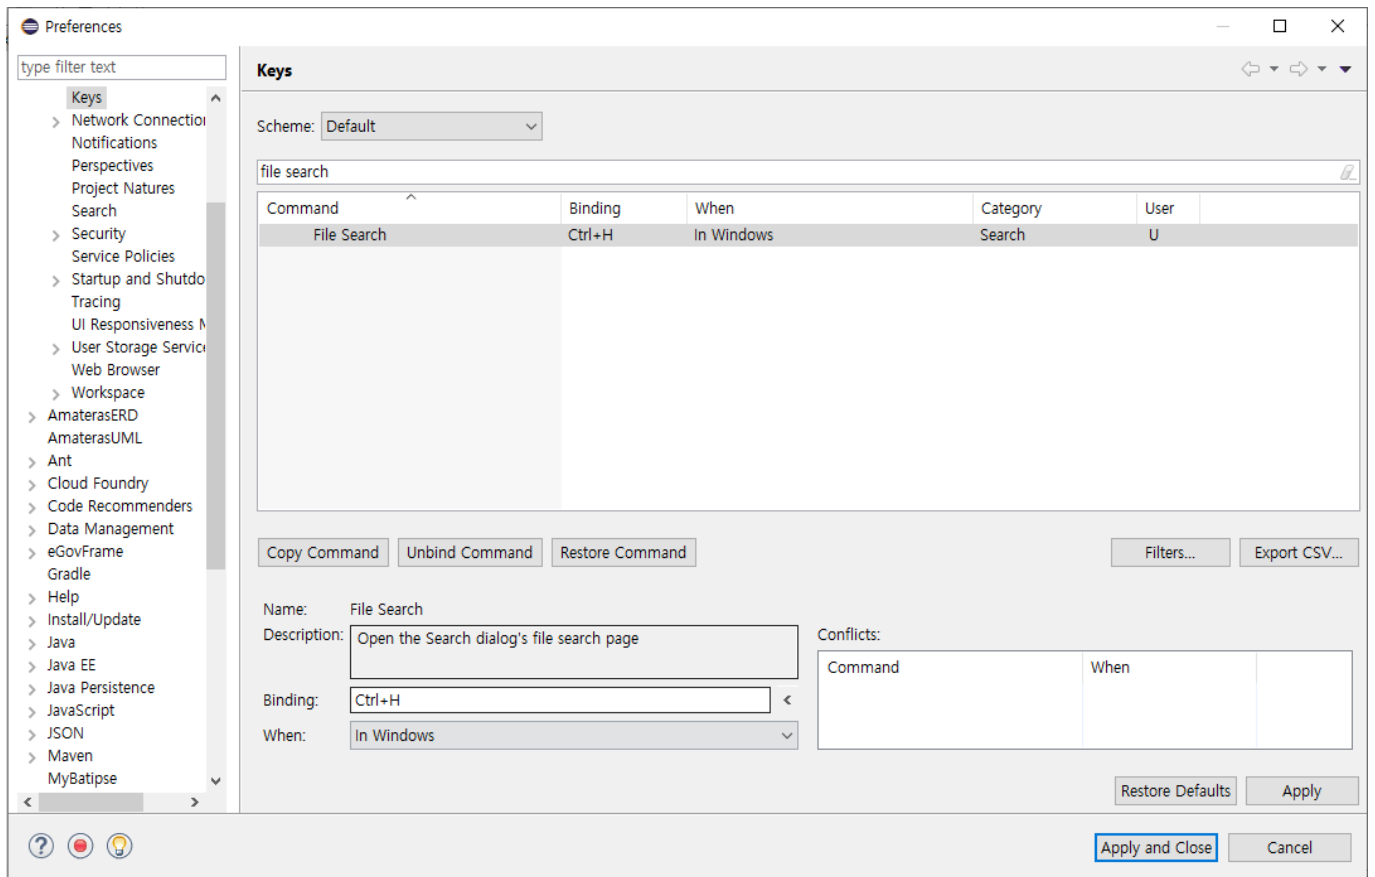 Preferences
type filter text
Keys
Network Connection
Notifications
Perspectives
Project Natures
Search
Security
Service Policies
Startup and Shutdo
Tracing
UI Responsiveness
User Storage Service
Web Browser
Workspace
AmaterasERD
AmaterasUML
Ant
Cloud Foundry
Code Recommenders
Data Management
eGovFrame
Gradle
Help
Install/Update
Java
Java EE
Java Persistence
JavaScript
JSON
Maven
MyBatipse
Keys
Scheme: Default
file search
Command Binding When Category User
File Search Ctrl+H In Windows Search U
Copy Command Unbind Command Restore Command Filters... Export CSV...
Name: File Search
Description: Open the Search dialog's file search page
Binding: Ctrl+H
When: In Windows
Conflicts:
Command When
Restore Defaults Apply
Apply and Close Cancel